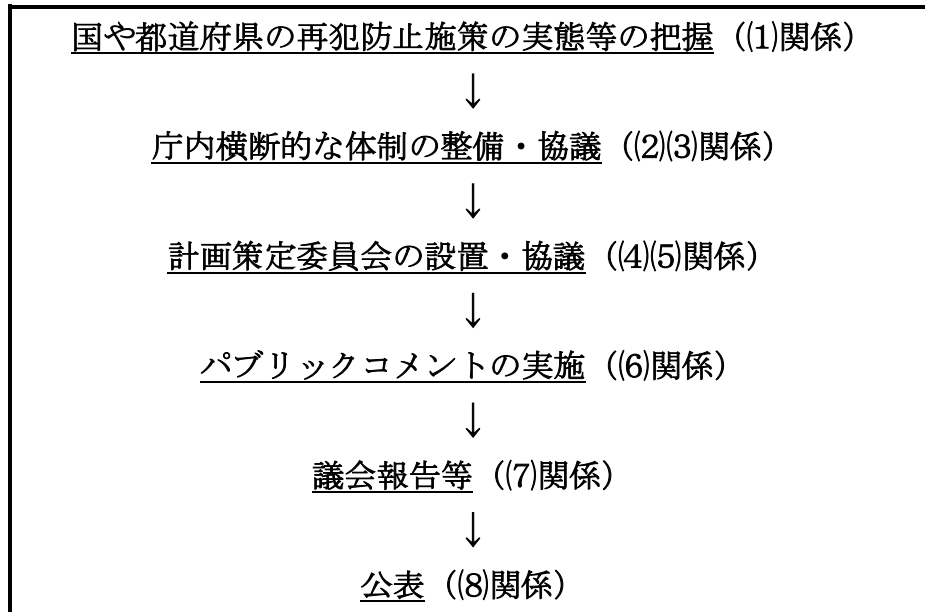 国や都道府県の再犯防止施策の実態等の把握（⑴関係）
↓
庁内横断的な体制の整備・協議（⑵⑶関係）
↓
計画策定委員会の設置・協議（⑷⑸関係）
↓
パブリックコメントの実施（⑹関係）
↓
議会報告等（⑺関係）
↓
公表（⑻関係）